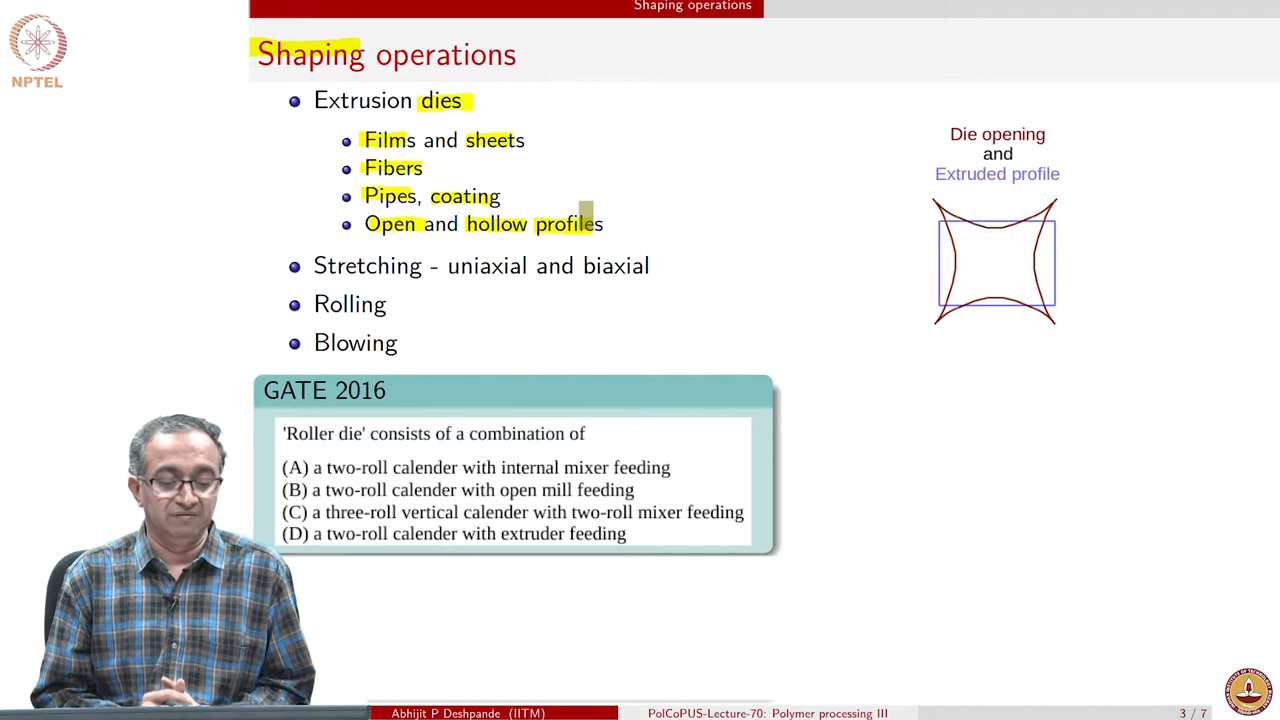 Shaping operations
NPTEL
Shaping operations
Extrusion dies
Films and sheets
Fibers
Pipes, coating
Open and hollow profiles
Stretching - uniaxial and biaxial
Rolling
Blowing
Die opening
and
Extruded profile
GATE 2016
'Roller die' consists of a combination of
(A) a two-roll calender with internal mixer feeding
(B) a two-roll calender with open mill feeding
(C) a three-roll vertical calender with two-roll mixer feeding
(D) a two-roll calender with extruder feeding
Abhijit P Deshpande (IITM)
PolCoPUS-Lecture-70: Polymer processing III
3 / 7